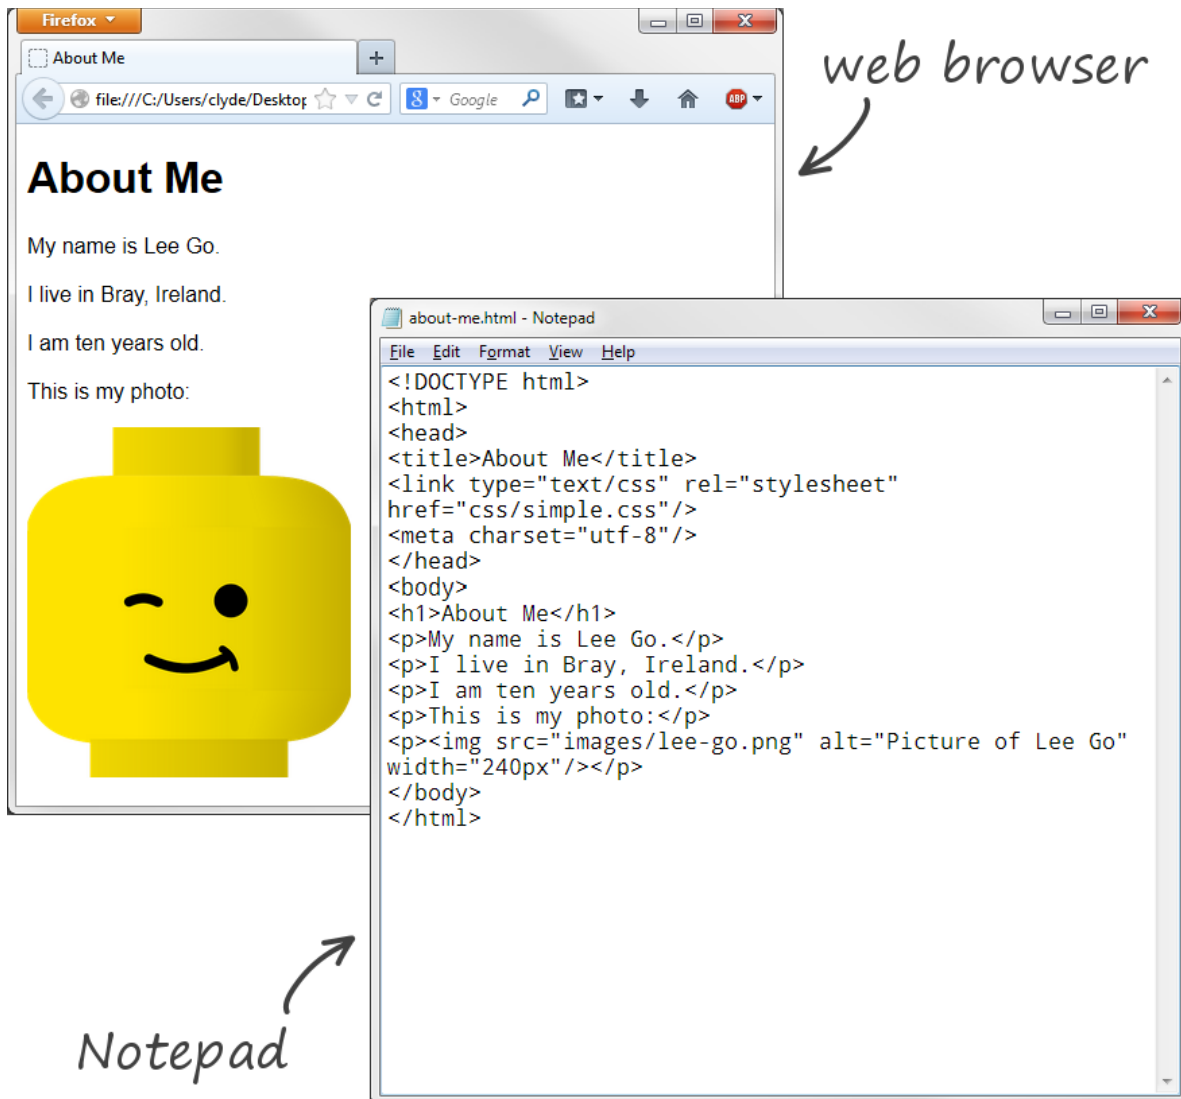 Firefox
About Me
file:///C:/Users/clyde/Desktop
8 Google
ABP
web browser
About Me
My name is Lee Go.
I live in Bray, Ireland.
I am ten years old.
This is my photo:
about-me.html - Notepad
File Edit Format View Help
<!DOCTYPE html>
<html>
<head>
<title>About Me</title>
<link type="text/css" rel="stylesheet"
href="css/simple.css"/>
<meta charset="utf-8"/>
</head>
<body>
<h1>About Me</h1>
<p>My name is Lee Go.</p>
<p>I live in Bray, Ireland.</p>
<p>I am ten years old.</p>
<p>This is my photo:</p>
<p><img src="images/lee-go.png" alt="Picture of Lee Go"
width="240px"/></p>
</body>
</html>
Notepad